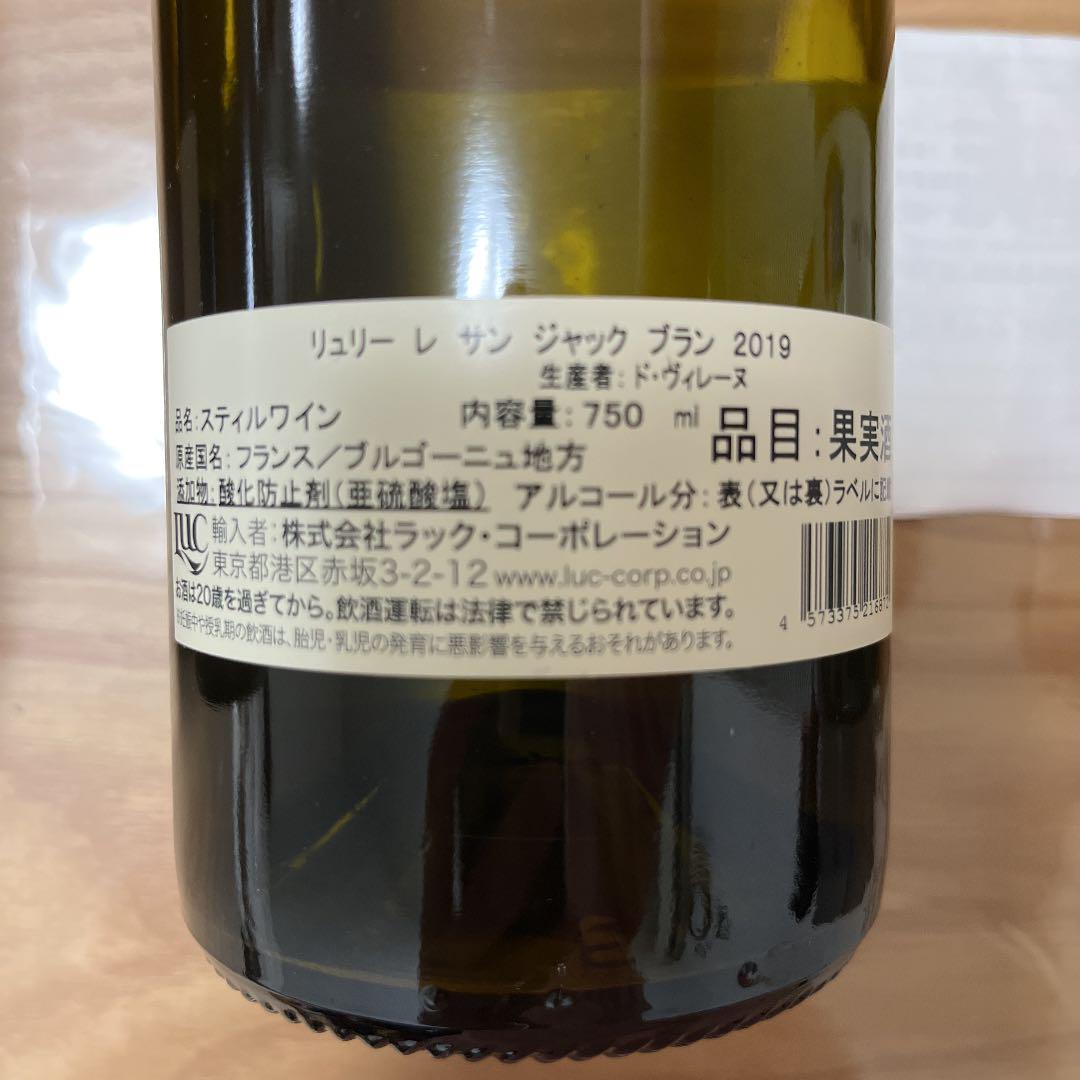 リュリー レ サン ジャック ブラン 2019
生産者:ド・ヴィレーヌ
品名:スティルワイン 内容量:750 ml
品目:果実酒
原産国名:フランス/ブルゴーニュ地方
添加物:酸化防止剤(亜硫酸塩) アルコール分:表(又は裏)ラベルに
LUC 輸入者:株式会社ラック・コーポレーション
東京都港区赤坂3-2-12 www.luc-corp.co.jp
お酒は20歳を過ぎてから。飲酒運転は法律で禁じられています。
妊娠中や授乳期の飲酒は、胎児・乳児の発育に悪影響を与えるおそれがあります。
4 573375